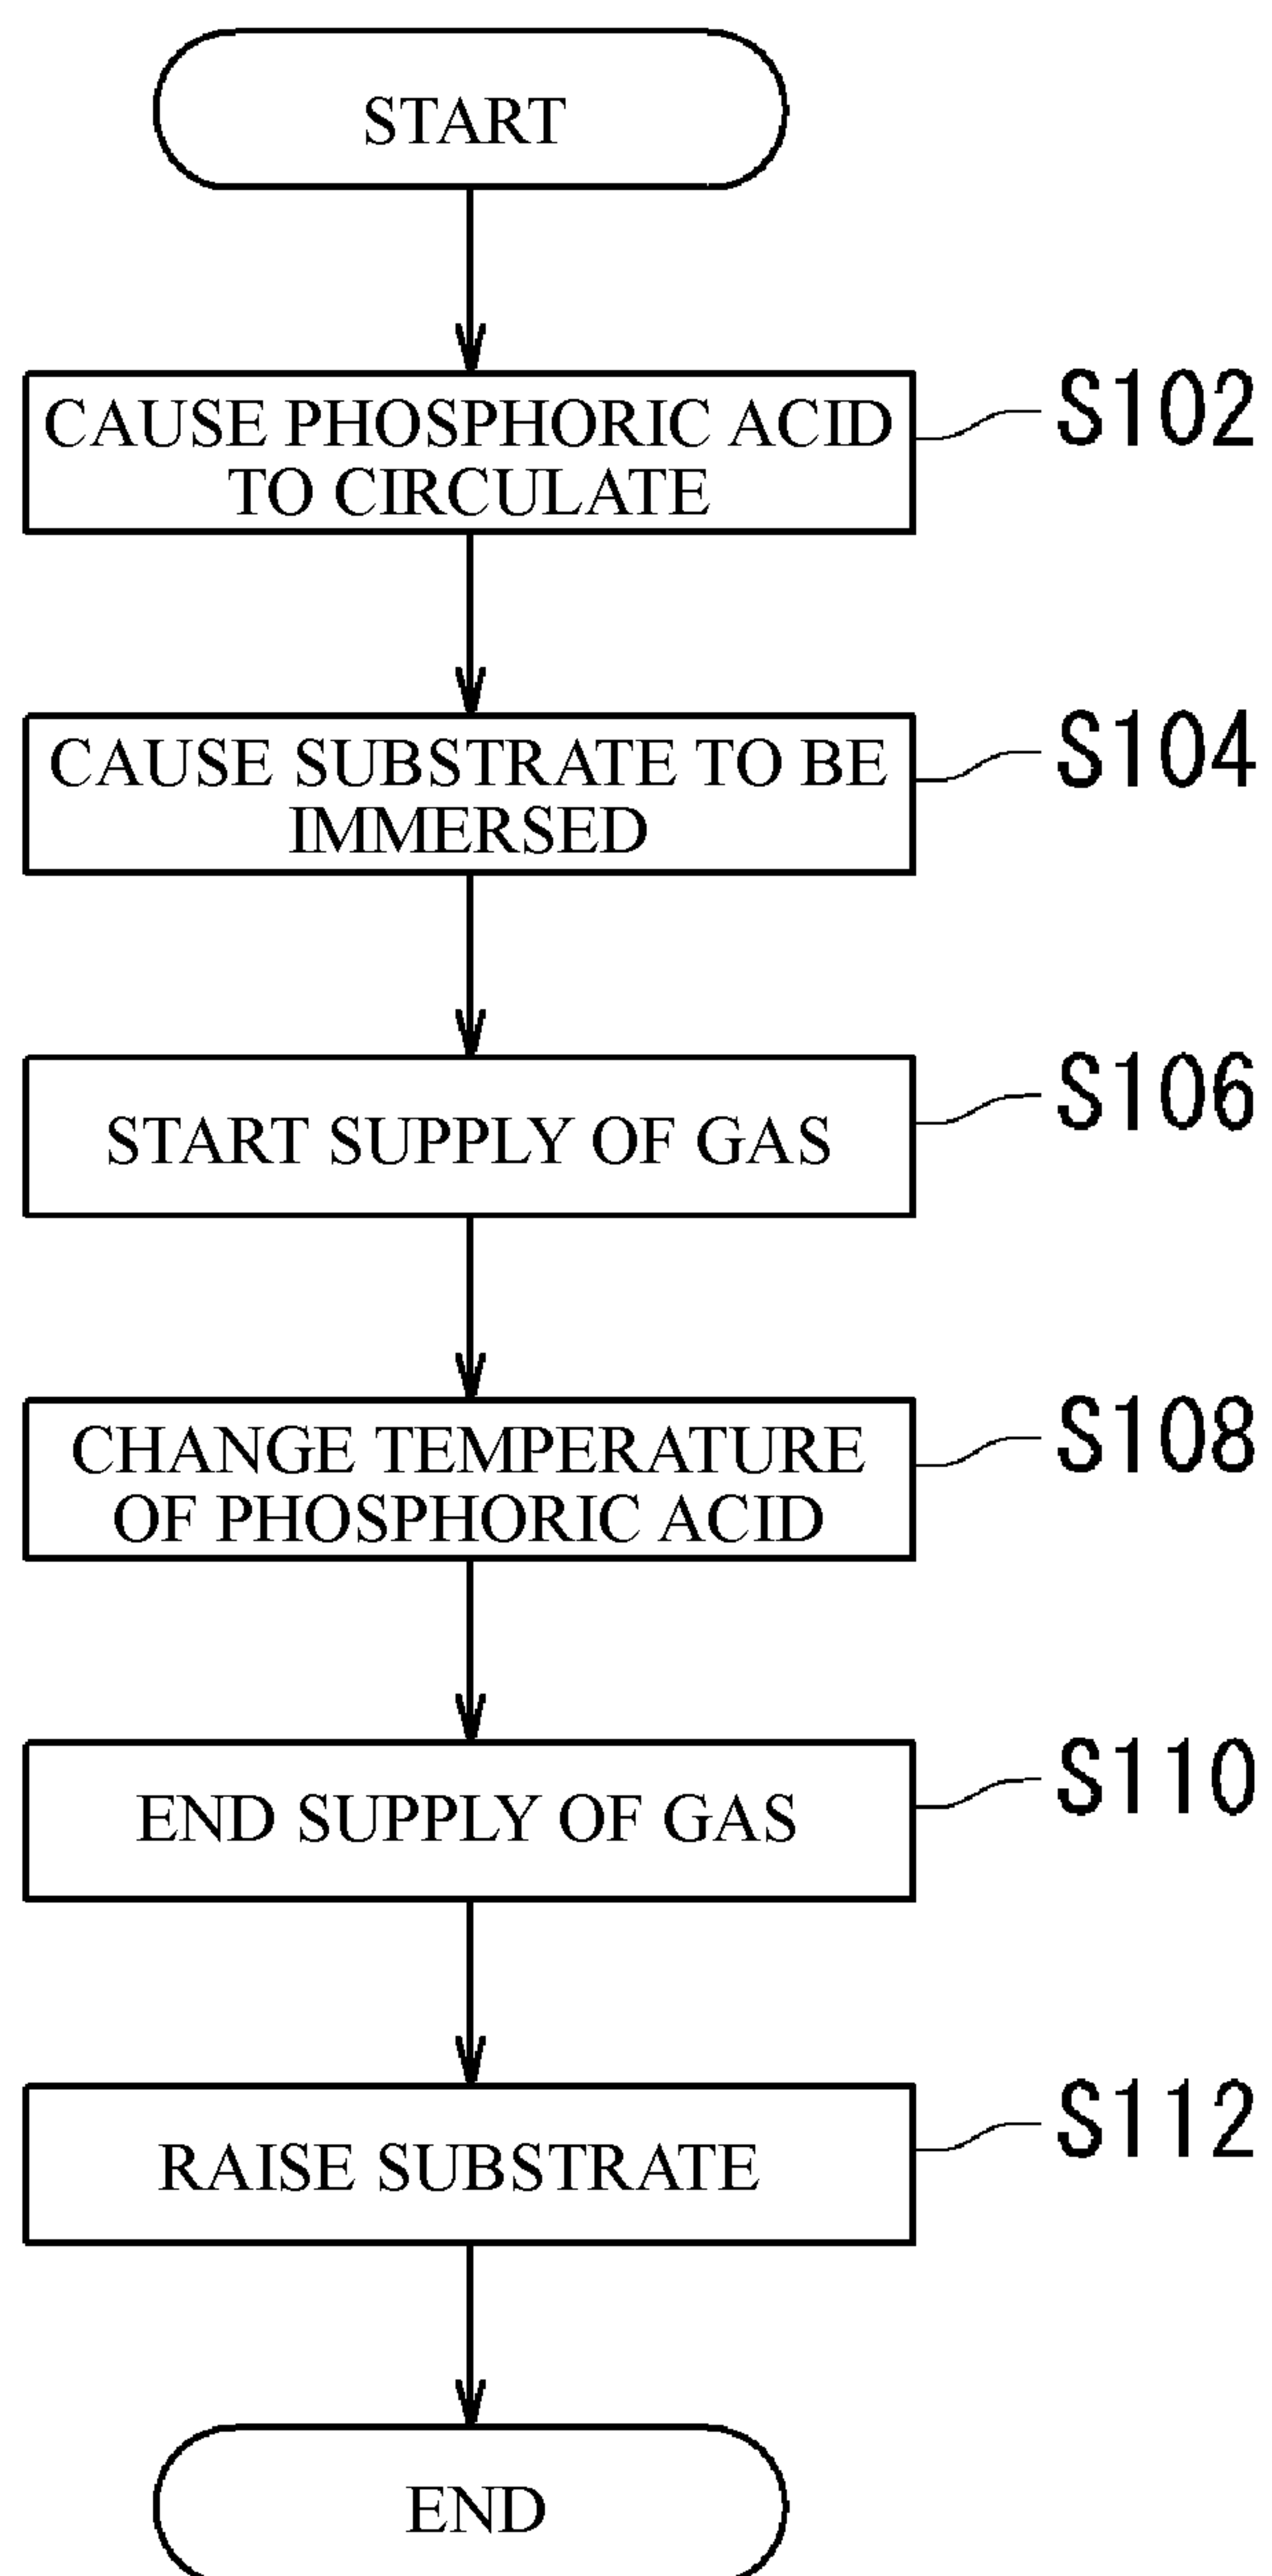 START
CAUSE PHOSPHORIC ACID
TO CIRCULATE
S102
CAUSE SUBSTRATE TO BE
IMMERSED
S104
START SUPPLY OF GAS
S106
CHANGE TEMPERATURE
OF PHOSPHORIC ACID
S108
END SUPPLY OF GAS
S110
RAISE SUBSTRATE
S112
END